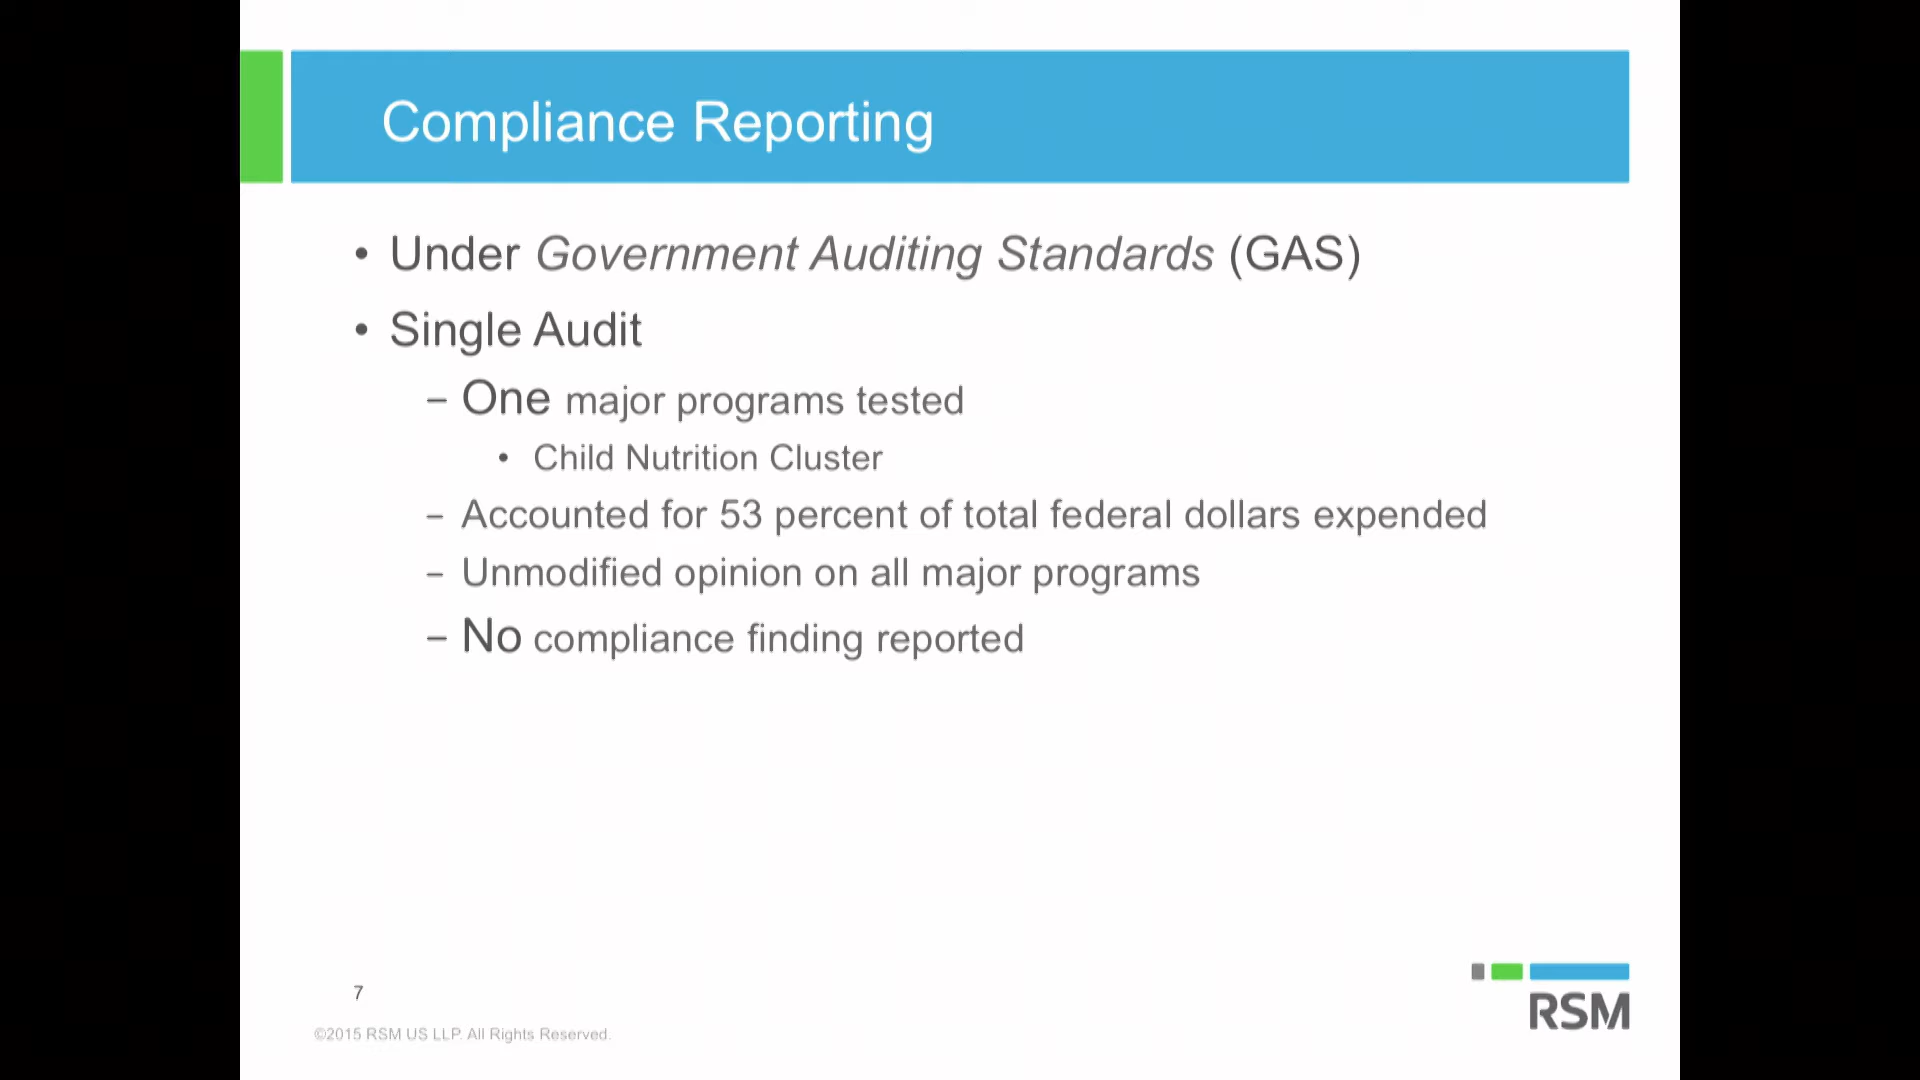 Compliance Reporting
• Under Government Auditing Standards (GAS)
• Single Audit
– One major programs tested
• Child Nutrition Cluster
– Accounted for 53 percent of total federal dollars expended
– Unmodified opinion on all major programs
– No compliance finding reported
7
©2015 RSM US LLP. All Rights Reserved.
RSM